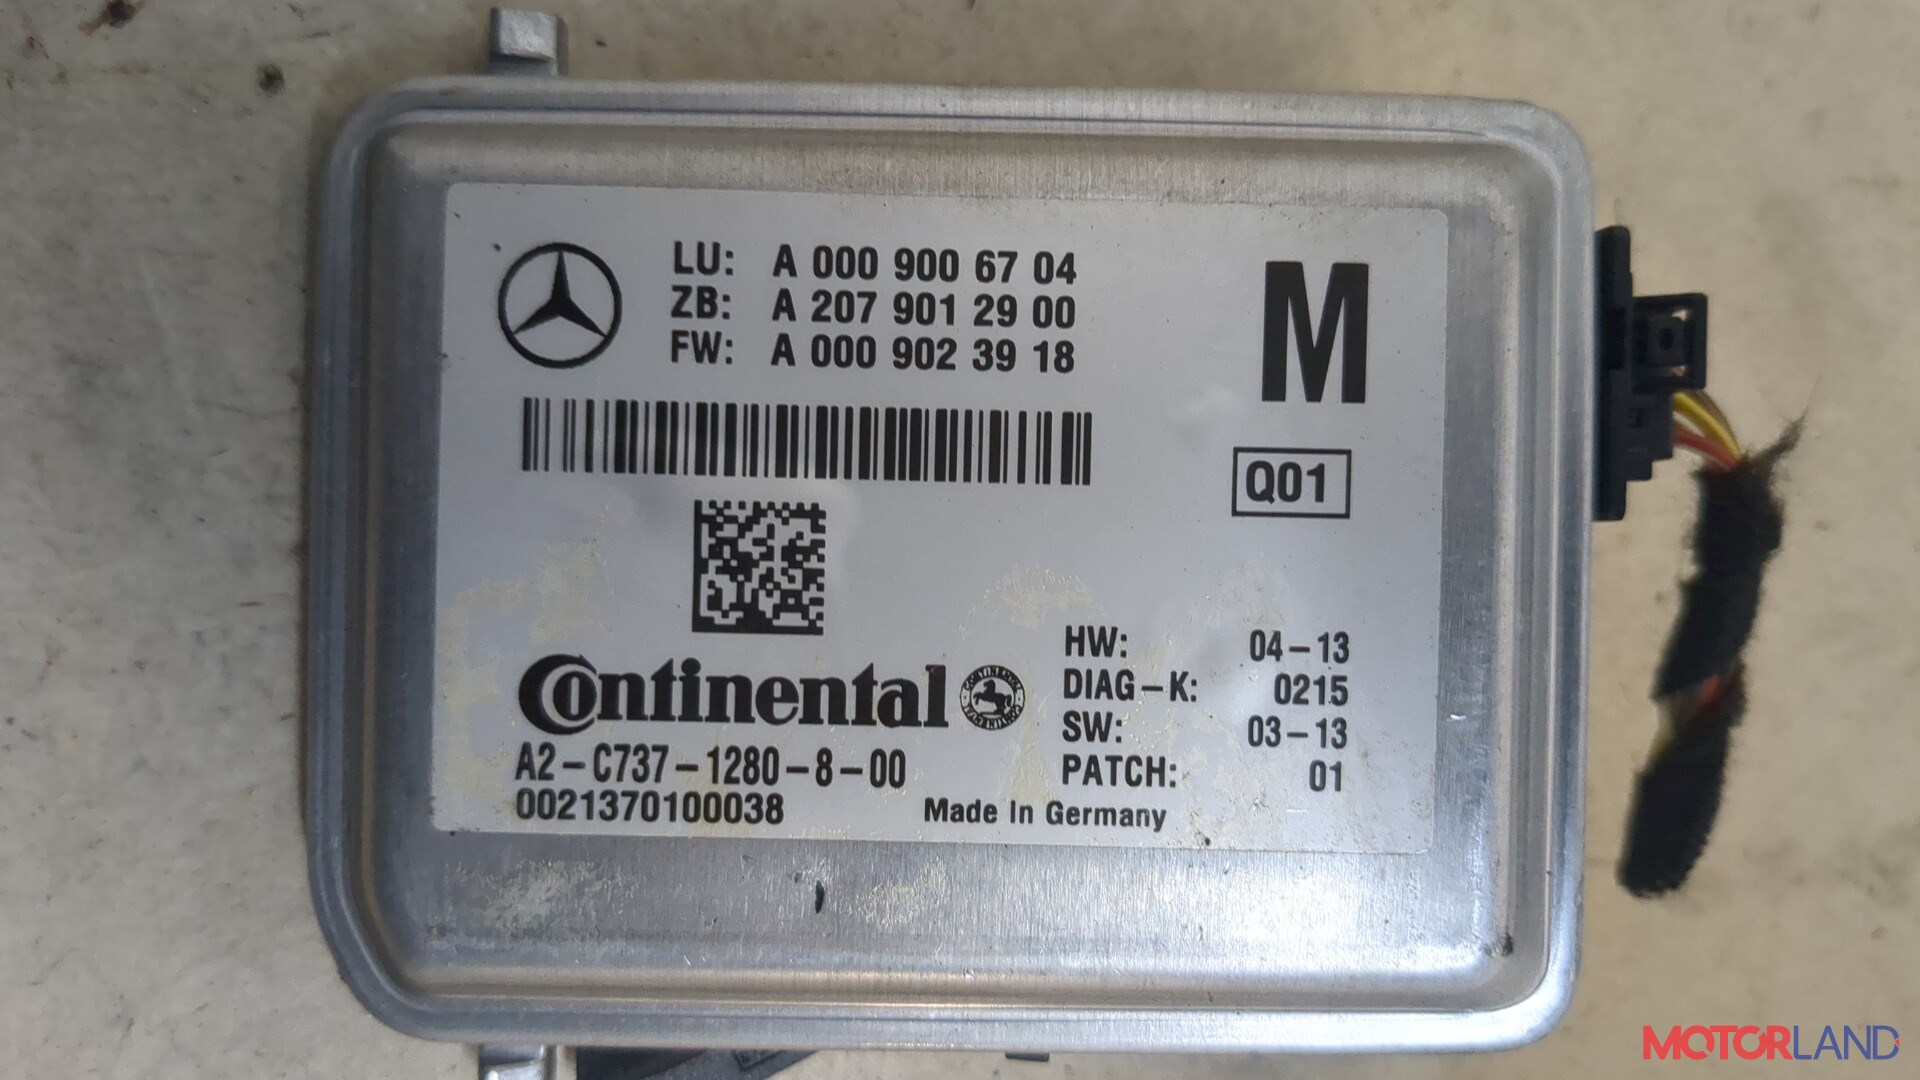 LU: A 000 900 67 04
ZB: A 207 901 29 00
FW: A 000 902 39 18
M
Q01
HW: 04-13
DIAG-K: 0215
SW: 03-13
PATCH: 01
Continental
A2-C737-1280-8-00
0021370100038
Made In Germany
MOTORLAND